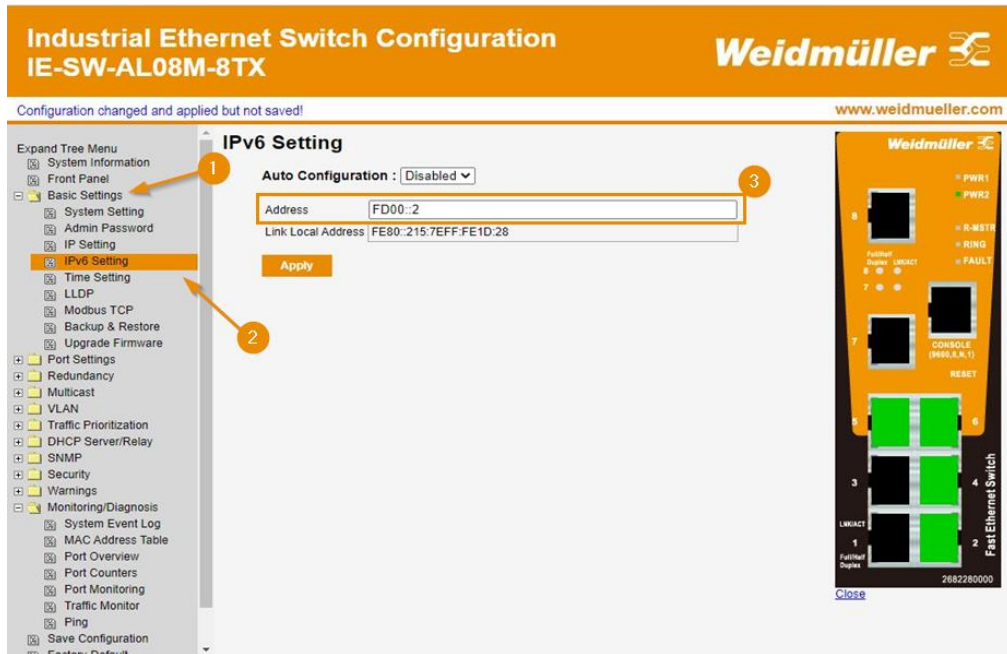 Industrial Ethernet Switch Configuration
IE-SW-AL08M-8TX
Weidmüller
Configuration changed and applied but not saved!
www.weidmueller.com
Expand Tree Menu
System Information
Front Panel
Basic Settings
System Setting
Admin Password
IP Setting
IPv6 Setting
Time Setting
LLDP
Modbus TCP
Backup & Restore
Upgrade Firmware
Port Settings
Redundancy
Multicast
VLAN
Traffic Prioritization
DHCP Server/Relay
SNMP
Security
Warnings
Monitoring/Diagnosis
System Event Log
MAC Address Table
Port Overview
Port Counters
Port Monitoring
Traffic Monitor
Ping
Save Configuration
Factory Default
1
2
IPv6 Setting
Auto Configuration : Disabled
3
Address FD00::2
Link Local Address FE80::215:7EFF:FE1D:28
Apply
Weidmüller
PWR1
PWR2
8
R-MSTR
RING
FAULT
Full/Half Duplex LNK/ACT
8
7
7
CONSOLE
(9600,8,N,1)
RESET
5 6
3 4
LNK/ACT
1 2
Full/Half
Duplex
Fast Ethernet Switch
2682280000
Close